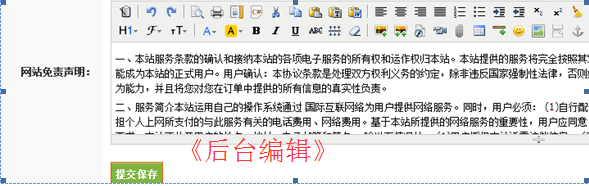 H1 F TT A B I U ABC
网站免责声明：
一、本站服务条款的确认和接纳本站的各项电子服务的所有权和运作权归本站。本站提供的服务将完全按照其
能成为本站的正式用户。用户确认：本协议条款是处理双方权利义务的约定，除非违反国家强制性法律，否则
为能力，并且将您对您在订单中提供的所有信息的真实性负责。
二、服务简介本站运用自己的操作系统通过 国际互联网络为用户提供网络服务。同时，用户必须： (1)自行配
担个人上网所支付的与此服务有关的电话费用、网络费用。基于本站所提供的网络服务的重要性，用户应同意
《后台编辑》
提交保存